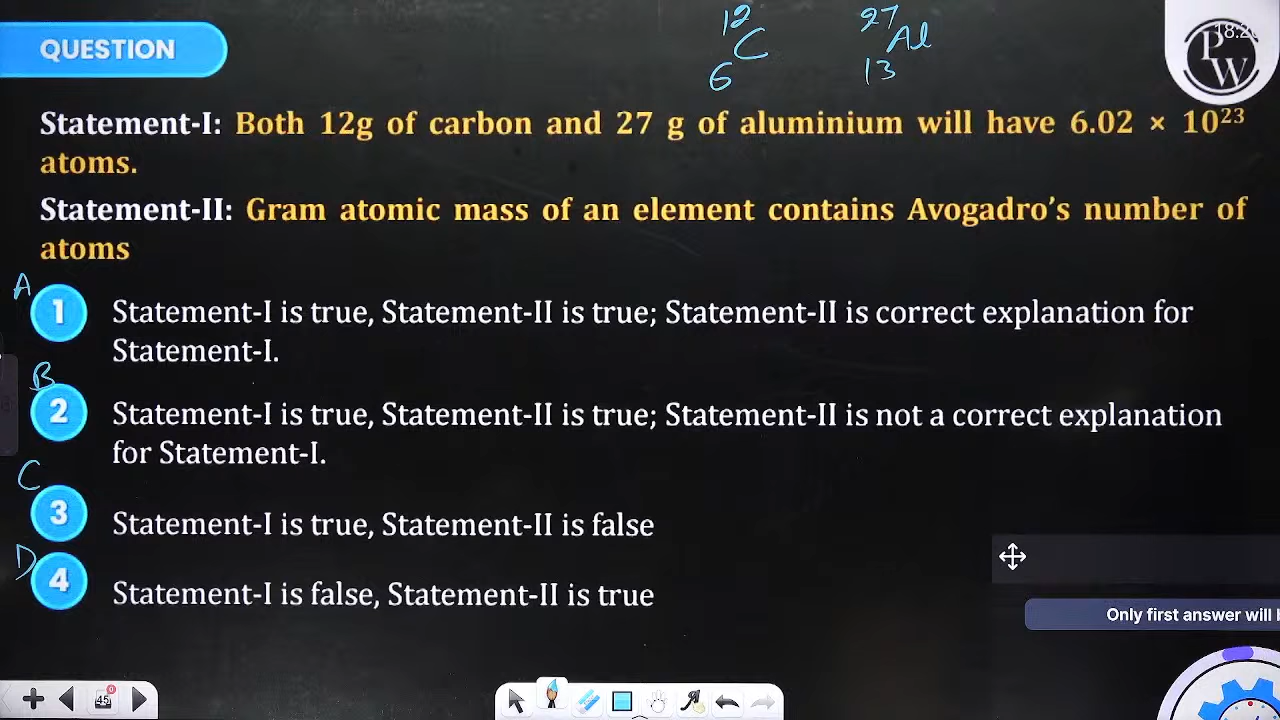 QUESTION
12 C 6
27 Al 13
PW
Statement-I: Both 12g of carbon and 27 g of aluminium will have 6.02 × 10²³
atoms.
Statement-II: Gram atomic mass of an element contains Avogadro's number of
atoms
A
1 Statement-I is true, Statement-II is true; Statement-II is correct explanation for
Statement-I.
B
2 Statement-I is true, Statement-II is true; Statement-II is not a correct explanation
for Statement-I.
C
3 Statement-I is true, Statement-II is false
D
4 Statement-I is false, Statement-II is true
Only first answer will
45